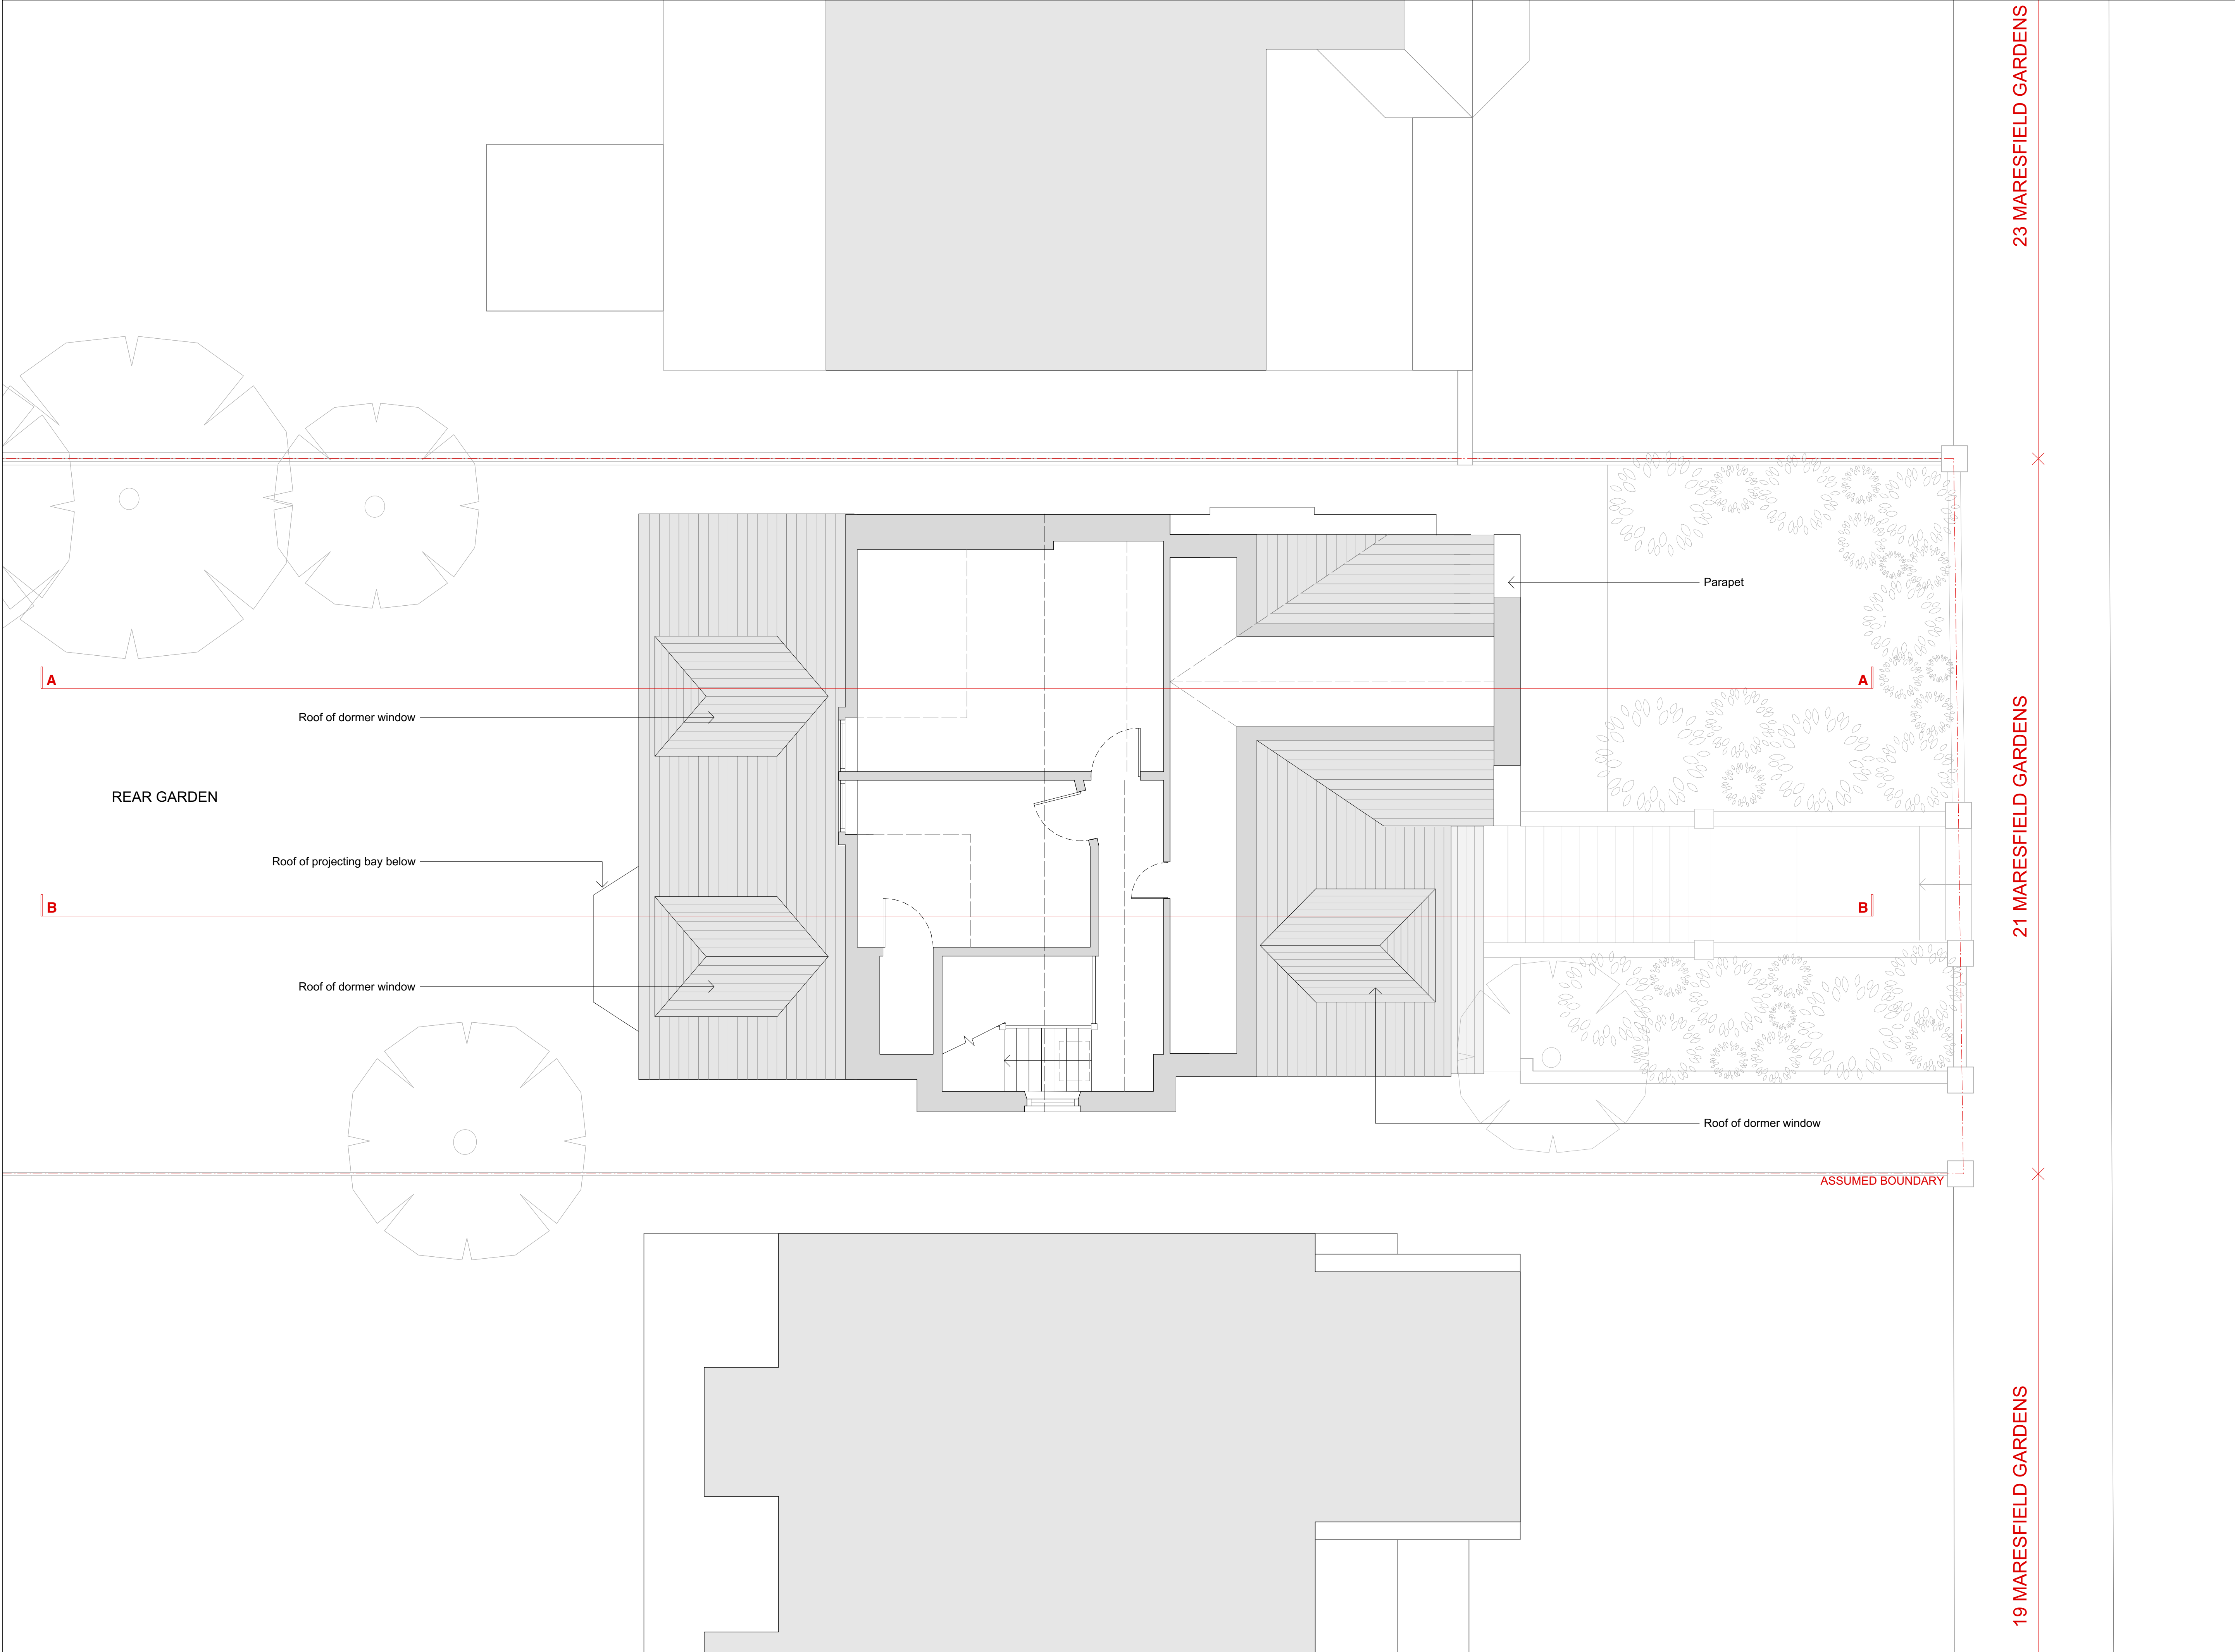 23 MARESFIELD GARDENS
Parapet
A
A
Roof of dormer window
REAR GARDEN
21 MARESFIELD GARDENS
Roof of projecting bay below
B
B
Roof of dormer window
Roof of dormer window
ASSUMED BOUNDARY
19 MARESFIELD GARDENS